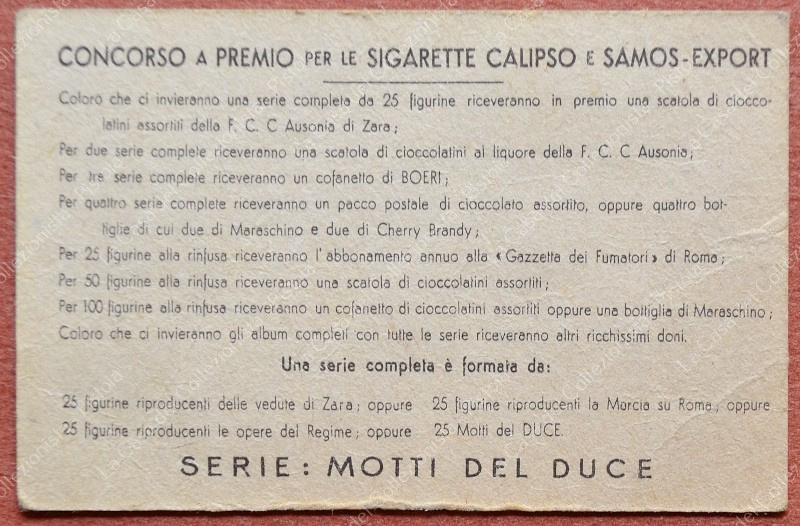 CONCORSO A PREMIO PER LE SIGARETTE CALIPSO E SAMOS-EXPORT
Coloro che ci invieranno una serie completa da 25 figurine riceveranno in premio una scatola di ciocco-
latini assortiti della F. C. C Ausonia di Zara;
Per due serie complete riceveranno una scatola di cioccolatini al liquore della F. C. C Ausonia;
Per tre serie complete riceveranno un cofanetto di BOERI;
Per quattro serie complete riceveranno un pacco postale di cioccolato assortito, oppure quattro bot-
tiglie di cui due di Maraschino e due di Cherry Brandy;
Per 25 figurine alla rinfusa riceveranno l'abbonamento annuo alla «Gazzetta dei Fumatori» di Roma;
Per 50 figurine alla rinfusa riceveranno una scatola di cioccolatini assortiti;
Per 100 figurine alla rinfusa riceveranno un cofanetto di cioccolatini assortiti oppure una bottiglia di Maraschino;
Coloro che ci invieranno gli album completi con tutte le serie riceveranno altri ricchissimi doni.
Una serie completa è formata da:
25 figurine riproducenti delle vedute di Zara; oppure 25 figurine riproducenti la Marcia su Roma; oppure
25 figurine riproducenti le opere del Regime; oppure 25 Motti del DUCE.
SERIE: MOTTI DEL DUCE